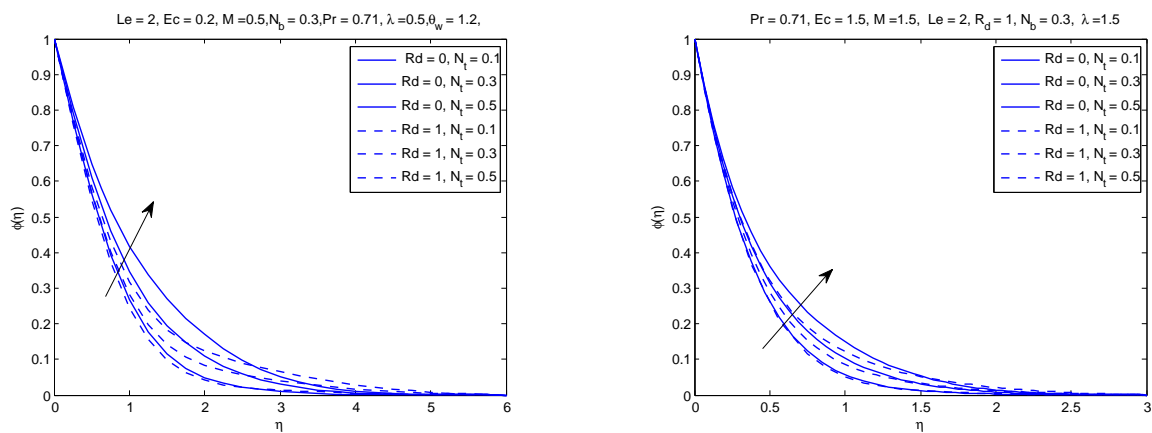 Le = 2, Ec = 0.2, M =0.5,N_b = 0.3,Pr = 0.71, λ =0.5,θ_w = 1.2,
1
0.9
0.8
0.7
0.6
0.5
0.4
0.3
0.2
0.1
0
ϕ(η)
0 1 2 3 4 5 6
η
Rd = 0, N_t = 0.1
Rd = 0, N_t = 0.3
Rd = 0, N_t = 0.5
Rd = 1, N_t = 0.1
Rd = 1, N_t = 0.3
Rd = 1, N_t = 0.5
Pr = 0.71, Ec = 1.5, M =1.5, Le = 2, R_d = 1, N_b = 0.3, λ =1.5
1
0.9
0.8
0.7
0.6
0.5
0.4
0.3
0.2
0.1
0
ϕ(η)
0 0.5 1 1.5 2 2.5 3
η
Rd = 0, N_t = 0.1
Rd = 0, N_t = 0.3
Rd = 0, N_t = 0.5
Rd = 1, N_t = 0.1
Rd = 1, N_t = 0.3
Rd = 1, N_t = 0.5